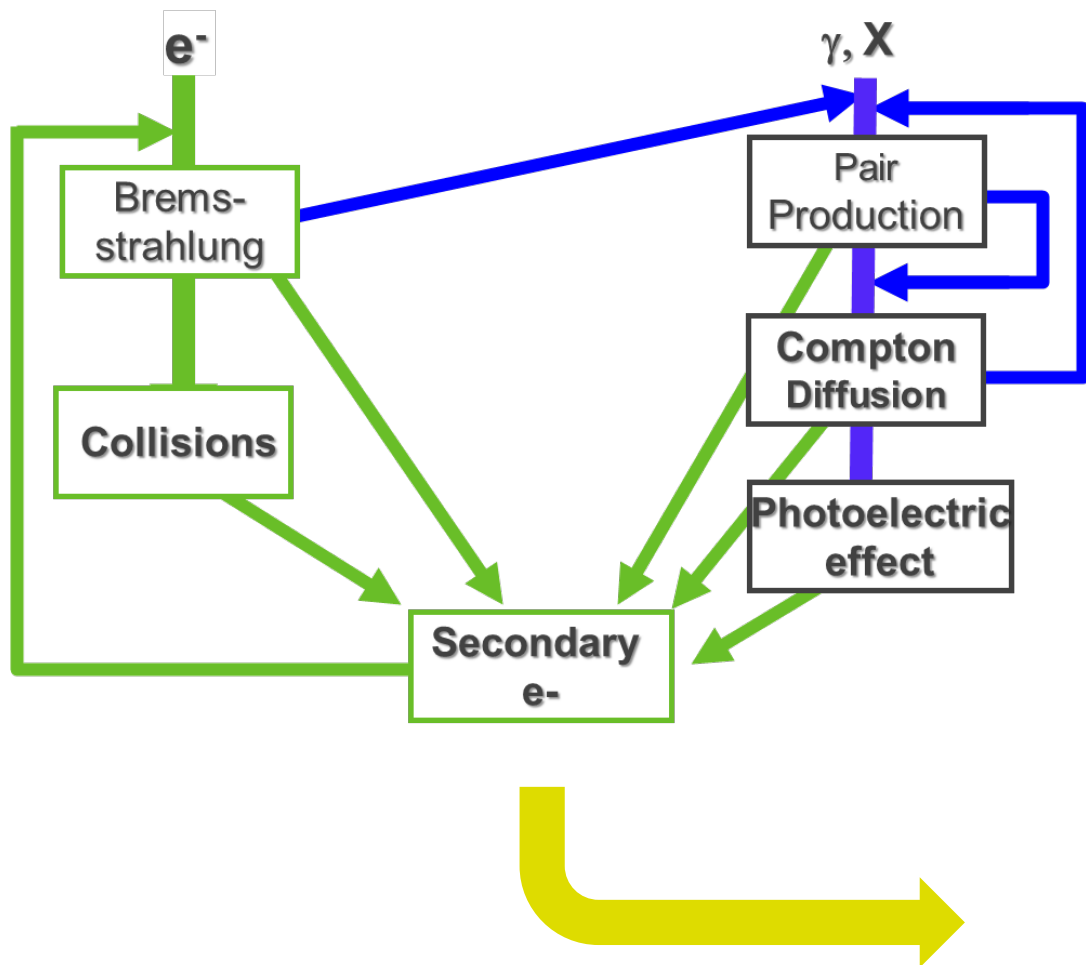 e⁻
γ, X
Brems-
strahlung
Pair
Production
Compton
Diffusion
Collisions
Photoelectric
effect
Secondary
e-